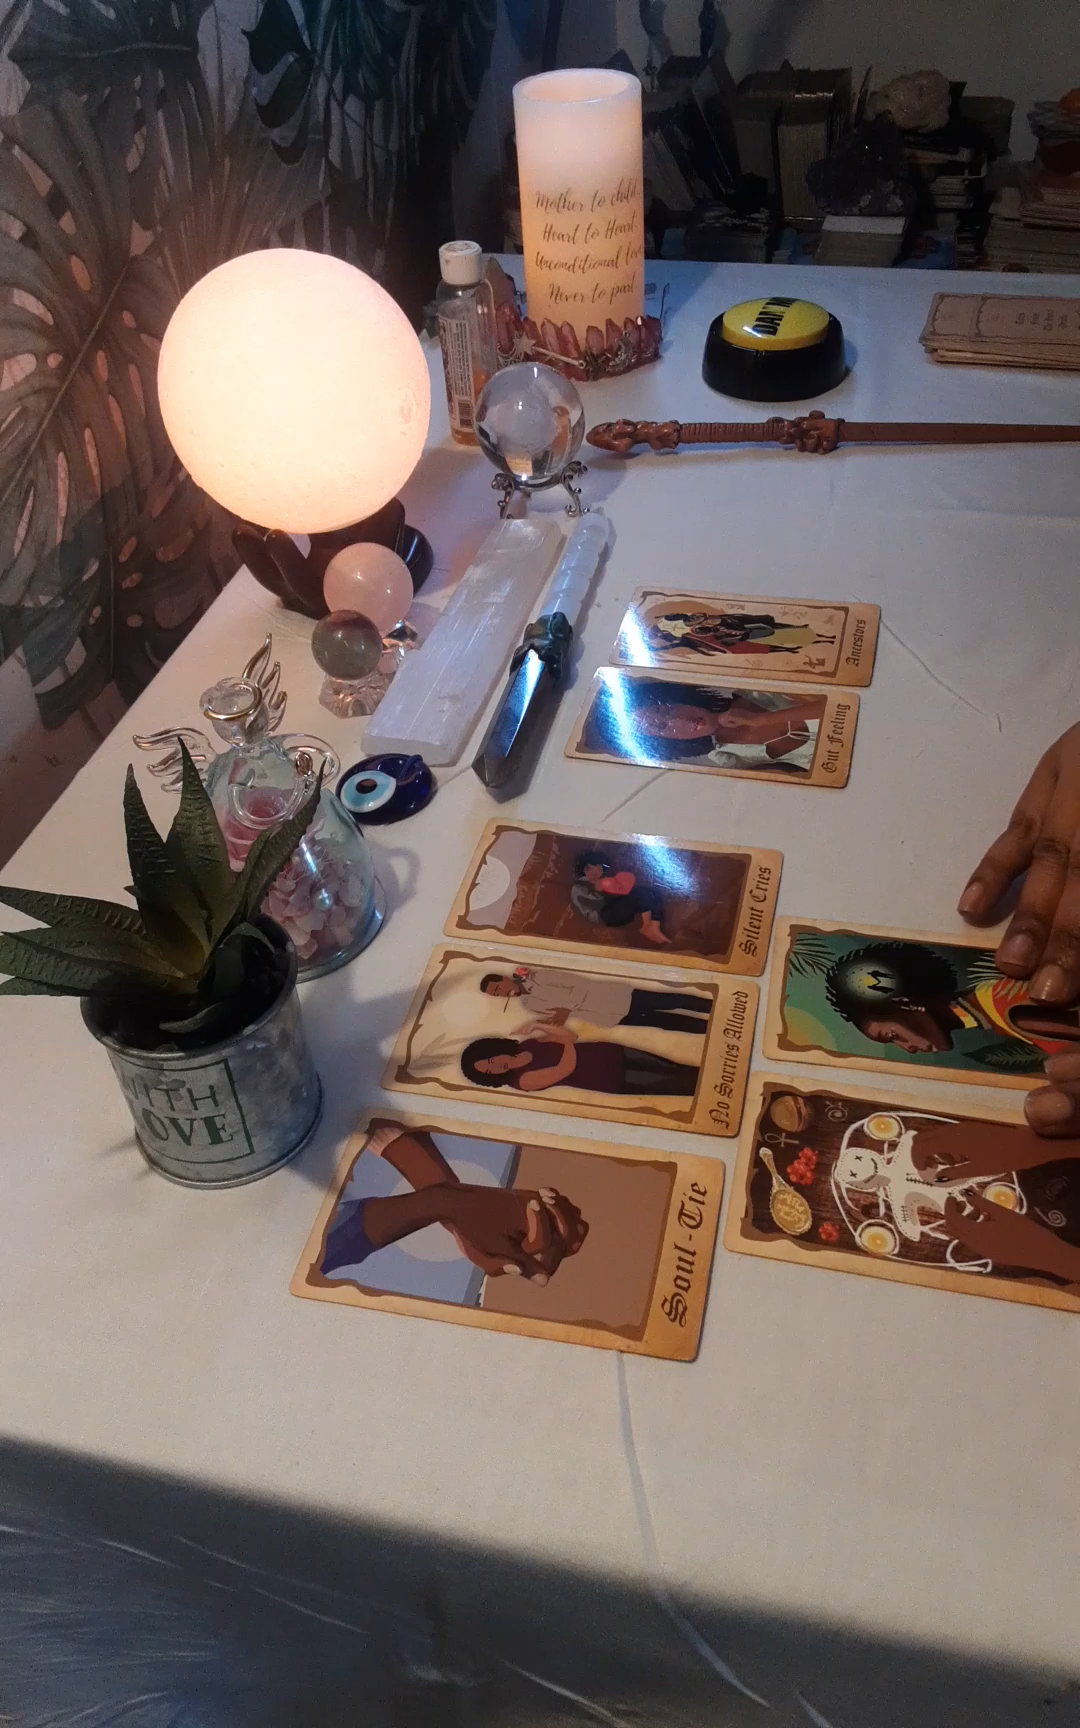 Mother to child
Heart to Heart
Unconditional love
Never to part
DAMN
Ancestors
Gut Feeling
Silent Cries
No Sorries Allowed
Soul-Tie
WITH
LOVE